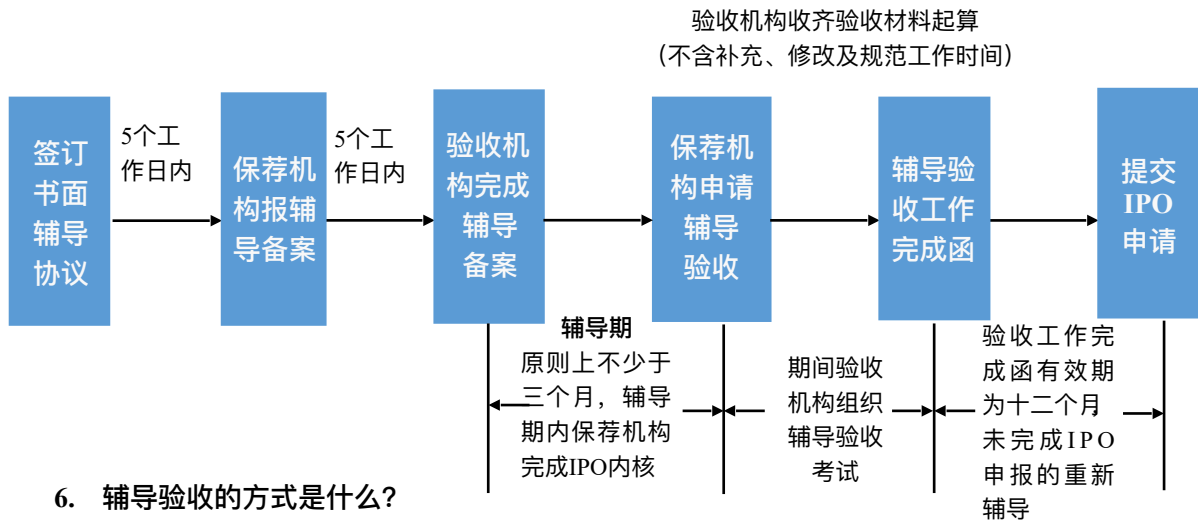 验收机构收齐验收材料起算
（不含补充、修改及规范工作时间）
签订
书面
辅导
协议
5个工
作日内
保荐机
构报辅
导备案
5个工
作日内
验收机
构完成
辅导
备案
保荐机
构申请
辅导
验收
辅导验
收工作
完成函
提交
IPO
申请
辅导期
原则上不少于
三个月，辅导
期内保荐机构
完成IPO内核
期间验收
机构组织
辅导验收
考试
验收工作完
成函有效期
为十二个月，
未完成IPO
申报的重新
辅导
6. 辅导验收的方式是什么？